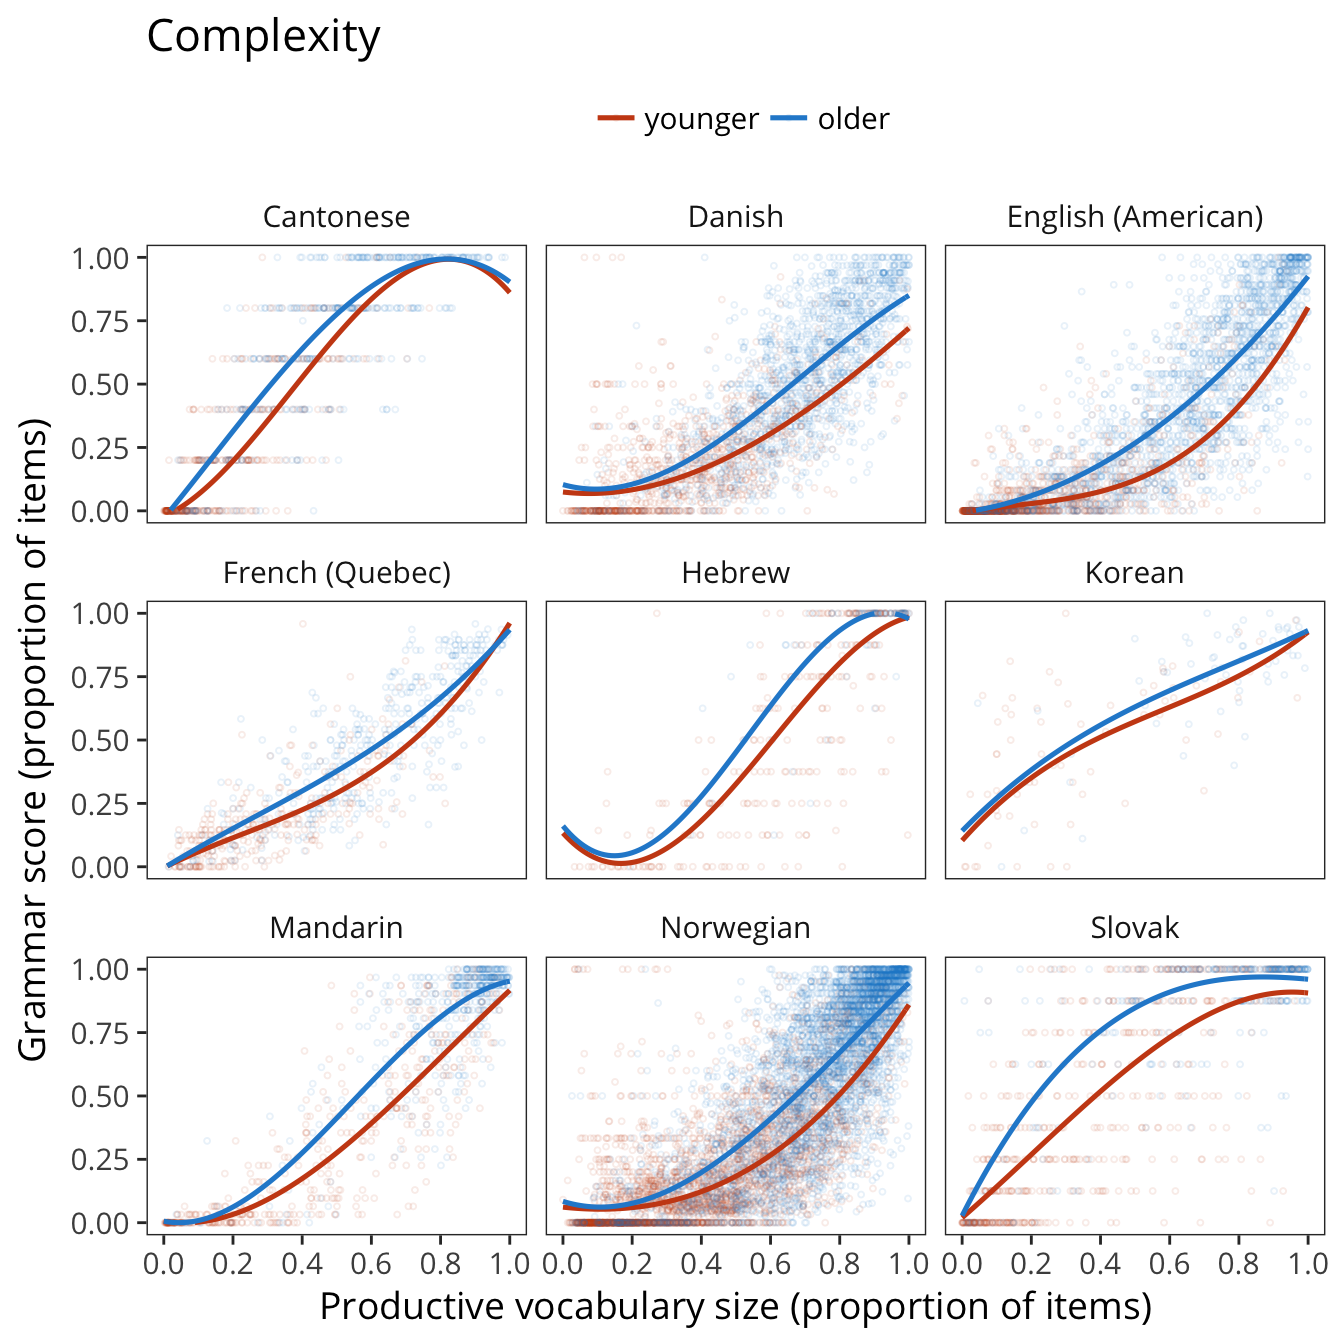 Complexity
younger older
Cantonese Danish English (American)
1.00
0.75
0.50
0.25
0.00
French (Quebec) Hebrew Korean
1.00
0.75
0.50
0.25
0.00
Mandarin Norwegian Slovak
1.00
0.75
0.50
0.25
0.00
0.0 0.2 0.4 0.6 0.8 1.0 0.0 0.2 0.4 0.6 0.8 1.0 0.0 0.2 0.4 0.6 0.8 1.0
Productive vocabulary size (proportion of items)
Grammar score (proportion of items)